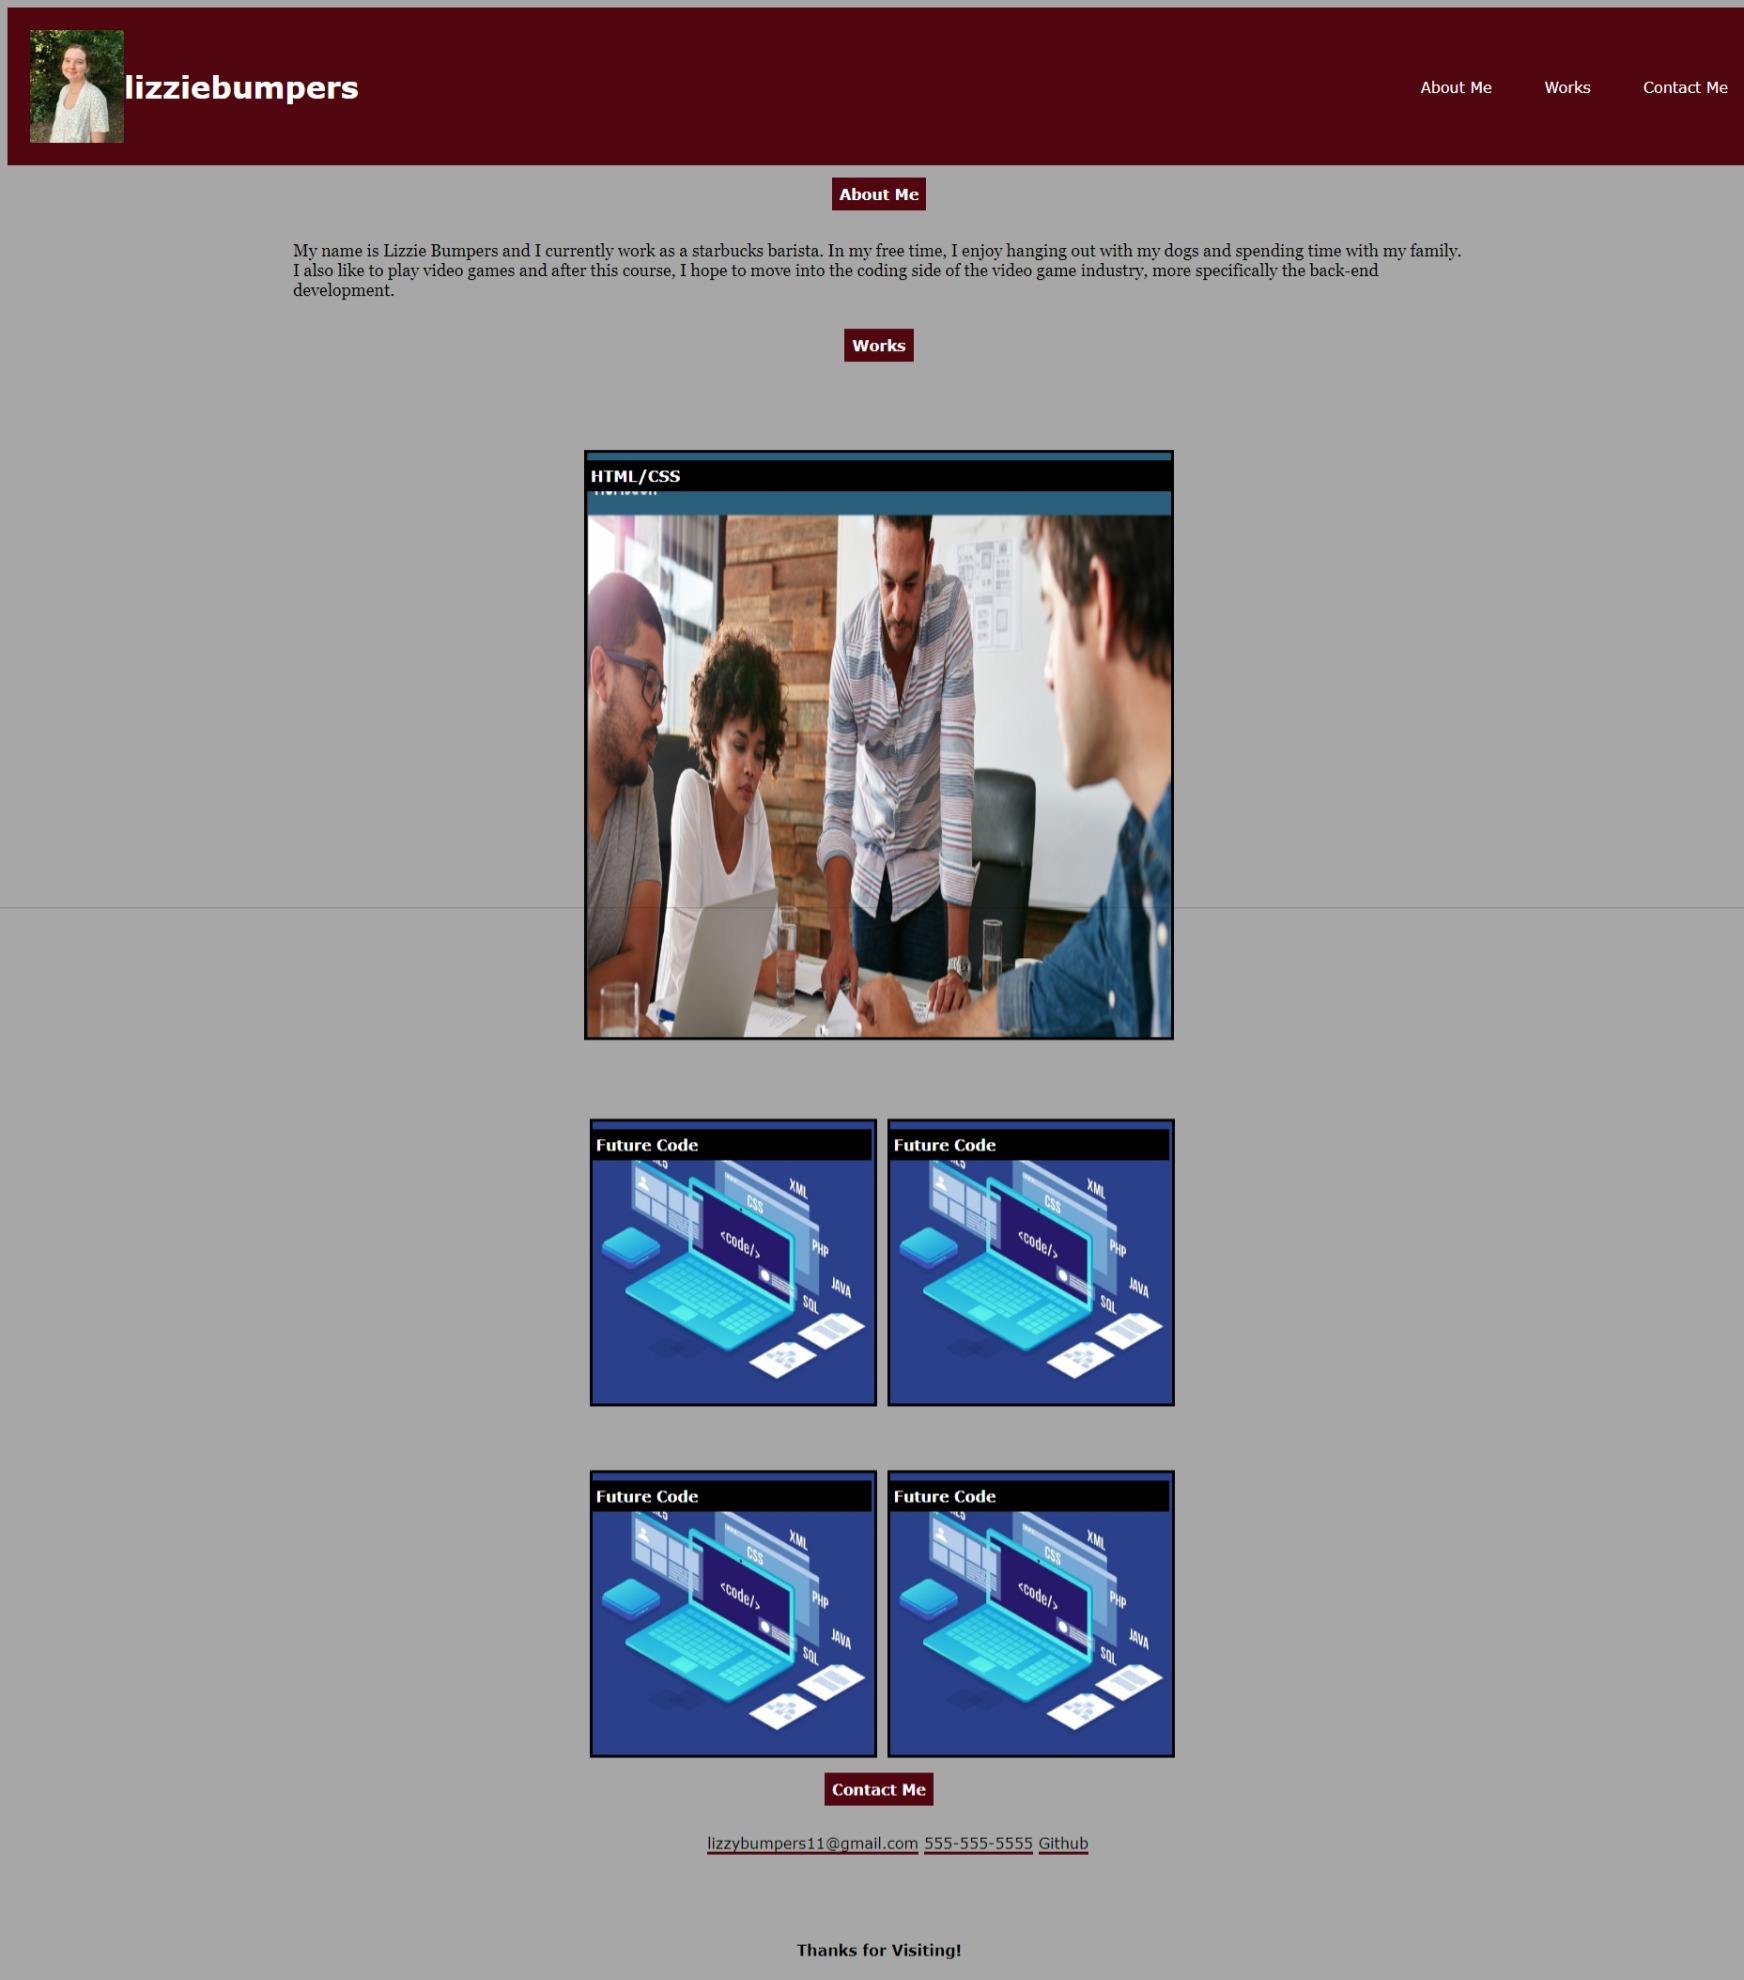 lizziebumpers
About Me
Works
Contact Me
About Me
My name is Lizzie Bumpers and I currently work as a starbucks barista. In my free time, I enjoy hanging out with my dogs and spending time with my family.
I also like to play video games and after this course, I hope to move into the coding side of the video game industry, more specifically the back-end
development.
Works
HTML/CSS
Future Code
XML
CSS
<code/>
PHP
JAVA
SQL
Future Code
XML
CSS
<code/>
PHP
JAVA
SQL
Future Code
XML
CSS
<code/>
PHP
JAVA
SQL
Future Code
XML
CSS
<code/>
PHP
JAVA
SQL
Contact Me
lizzybumpers11@gmail.com 555-555-5555 Github
Thanks for Visiting!